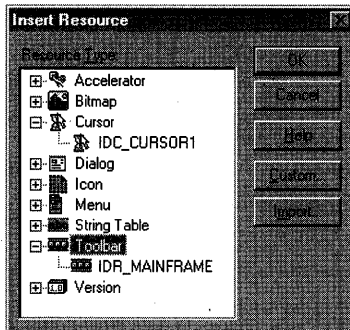 Insert Resource
Resource Type:
OK
Accelerator
Bitmap
Cancel
Cursor
IDC_CURSOR1
Help
Dialog
Icon
Custom...
Menu
Import...
String Table
Toolbar
IDR_MAINFRAME
Version